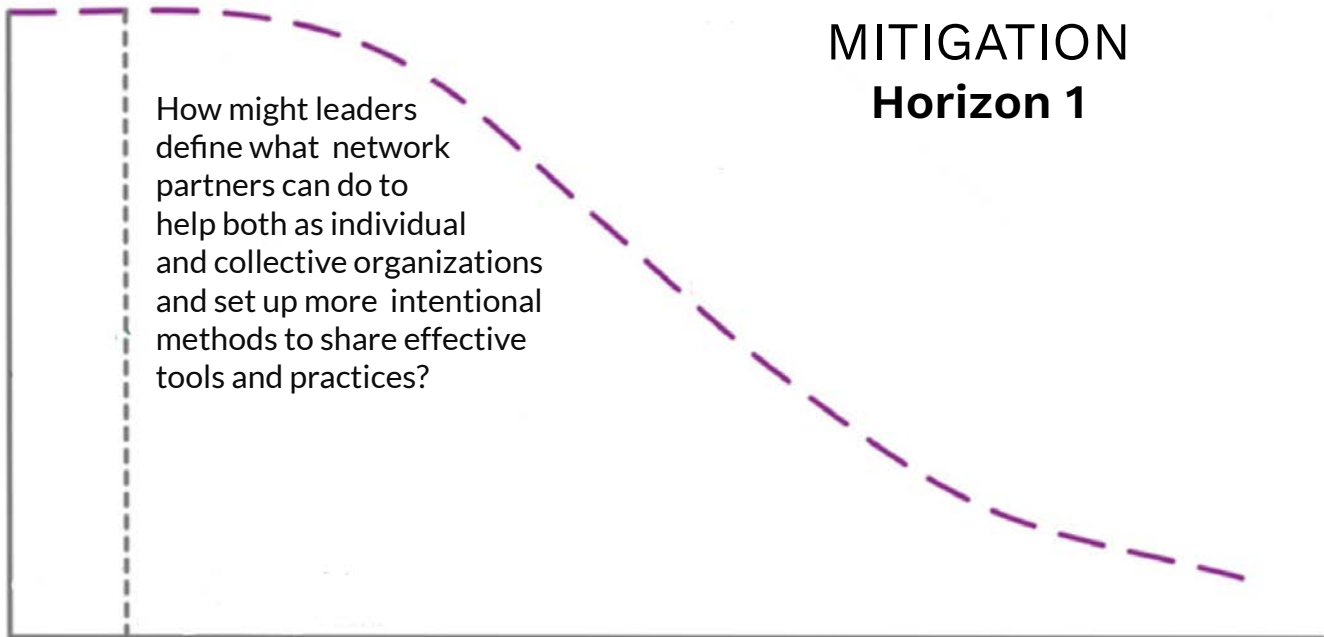 MITIGATION
Horizon 1
How might leaders
define what network
partners can do to
help both as individual
and collective organizations
and set up more intentional
methods to share effective
tools and practices?